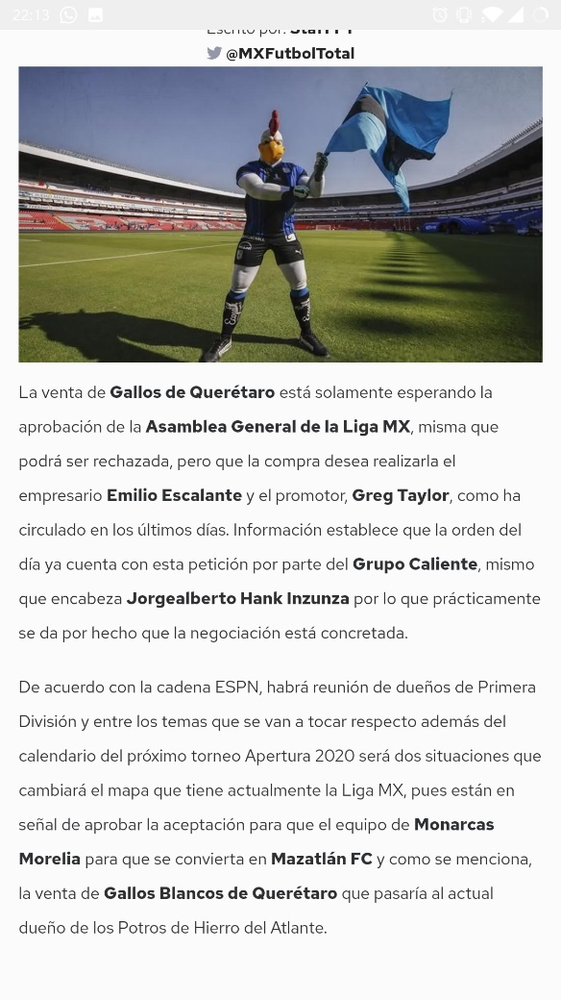 22:13
Escrito por: Staff FT
@MXFutbolTotal
La venta de Gallos de Querétaro está solamente esperando la
aprobación de la Asamblea General de la Liga MX, misma que
podrá ser rechazada, pero que la compra desea realizarla el
empresario Emilio Escalante y el promotor, Greg Taylor, como ha
circulado en los últimos días. Información establece que la orden del
día ya cuenta con esta petición por parte del Grupo Caliente, mismo
que encabeza Jorgealberto Hank Inzunza por lo que prácticamente
se da por hecho que la negociación está concretada.
De acuerdo con la cadena ESPN, habrá reunión de dueños de Primera
División y entre los temas que se van a tocar respecto además del
calendario del próximo torneo Apertura 2020 será dos situaciones que
cambiará el mapa que tiene actualmente la Liga MX, pues están en
señal de aprobar la aceptación para que el equipo de Monarcas
Morelia para que se convierta en Mazatlán FC y como se menciona,
la venta de Gallos Blancos de Querétaro que pasaría al actual
dueño de los Potros de Hierro del Atlante.